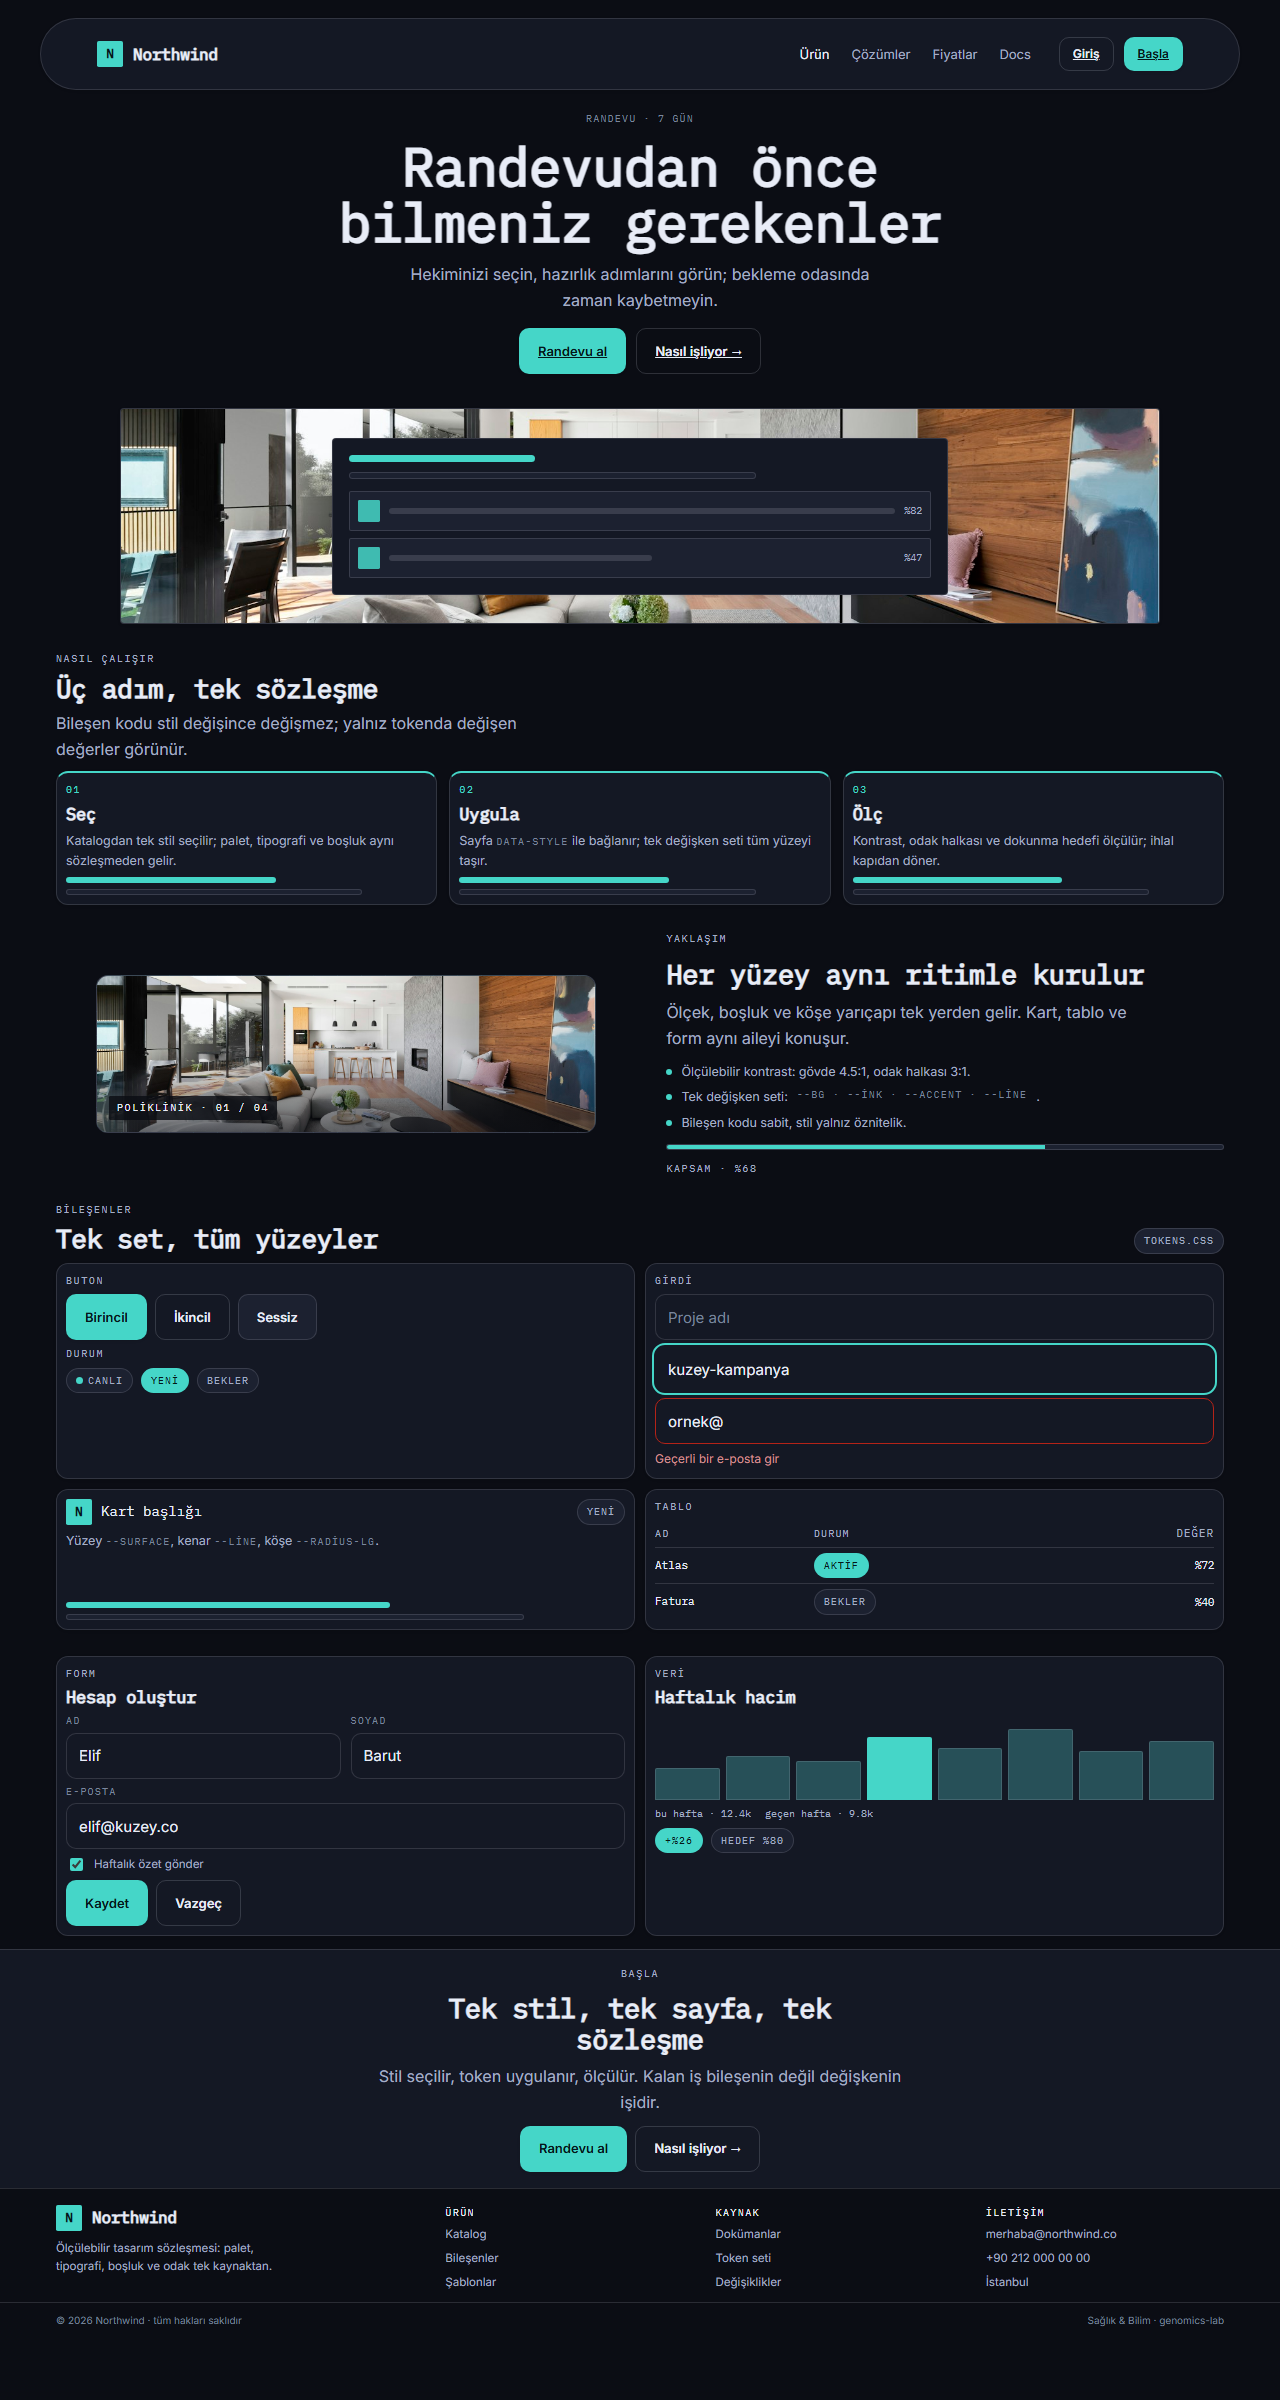 N Northwind
Ürün Çözümler Fiyatlar Docs Giriş Başla
RANDEVU · 7 GÜN
Randevudan önce
bilmeniz gerekenler
Hekiminizi seçin, hazırlık adımlarını görün; bekleme odasında
zaman kaybetmeyin.
Randevu al Nasıl işliyor →
%82
%47
NASIL ÇALIŞIR
Üç adım, tek sözleşme
Bileşen kodu stil değişince değişmez; yalnız tokenda değişen
değerler görünür.
01
Seç
Katalogdan tek stil seçilir; palet, tipografi ve boşluk aynı
sözleşmeden gelir.
02
Uygula
Sayfa DATA-STYLE ile bağlanır; tek değişken seti tüm yüzeyi
taşır.
03
Ölç
Kontrast, odak halkası ve dokunma hedefi ölçülür; ihlal
kapıdan döner.
POLİKLİNİK · 01 / 04
YAKLAŞIM
Her yüzey aynı ritimle kurulur
Ölçek, boşluk ve köşe yarıçapı tek yerden gelir. Kart, tablo ve
form aynı aileyi konuşur.
Ölçülebilir kontrast: gövde 4.5:1, odak halkası 3:1.
Tek değişken seti: --BG · --İNK · --ACCENT · --LİNE .
Bileşen kodu sabit, stil yalnız öznitelik.
KAPSAM · %68
BİLEŞENLER
Tek set, tüm yüzeyler
TOKENS.CSS
BUTON
Birincil İkincil Sessiz
DURUM
CANLI YENİ BEKLER
GİRDİ
Proje adı
kuzey-kampanya
ornek@
Geçerli bir e-posta gir
N Kart başlığı YENİ
Yüzey --SURFACE, kenar --LİNE, köşe --RADİUS-LG.
TABLO
AD DURUM DEĞER
Atlas AKTİF %72
Fatura BEKLER %40
FORM
Hesap oluştur
AD SOYAD
Elif Barut
E-POSTA
elif@kuzey.co
Haftalık özet gönder
Kaydet Vazgeç
VERİ
Haftalık hacim
bu hafta · 12.4k geçen hafta · 9.8k
+%26 HEDEF %80
BAŞLA
Tek stil, tek sayfa, tek
sözleşme
Stil seçilir, token uygulanır, ölçülür. Kalan iş bileşenin değil değişkenin
işidir.
Randevu al Nasıl işliyor →
N Northwind
Ölçülebilir tasarım sözleşmesi: palet,
tipografi, boşluk ve odak tek kaynaktan.
ÜRÜN
Katalog
Bileşenler
Şablonlar
KAYNAK
Dokümanlar
Token seti
Değişiklikler
İLETİŞİM
merhaba@northwind.co
+90 212 000 00 00
İstanbul
© 2026 Northwind · tüm hakları saklıdır
Sağlık & Bilim · genomics-lab